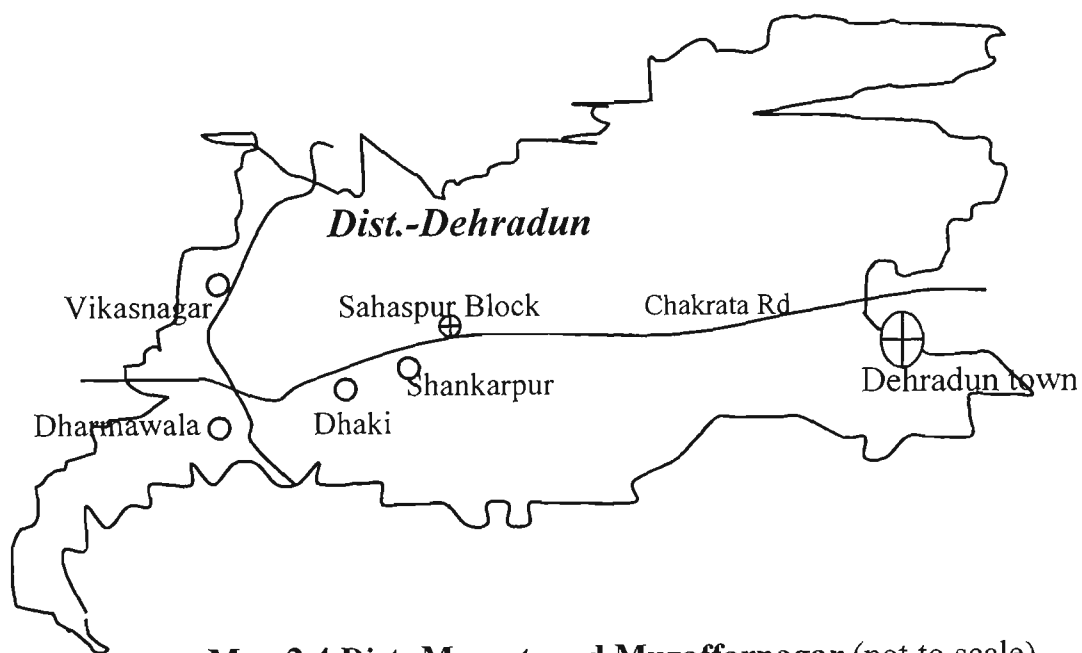 Dist.-Dehradun
Vikasnagar
Sahaspur Block
Chakrata Rd
Shankarpur
Dehradun town
Dharmawala
Dhaki
Map 2.4 Dist. Meerut and Muzaffarnagar (not to scale)